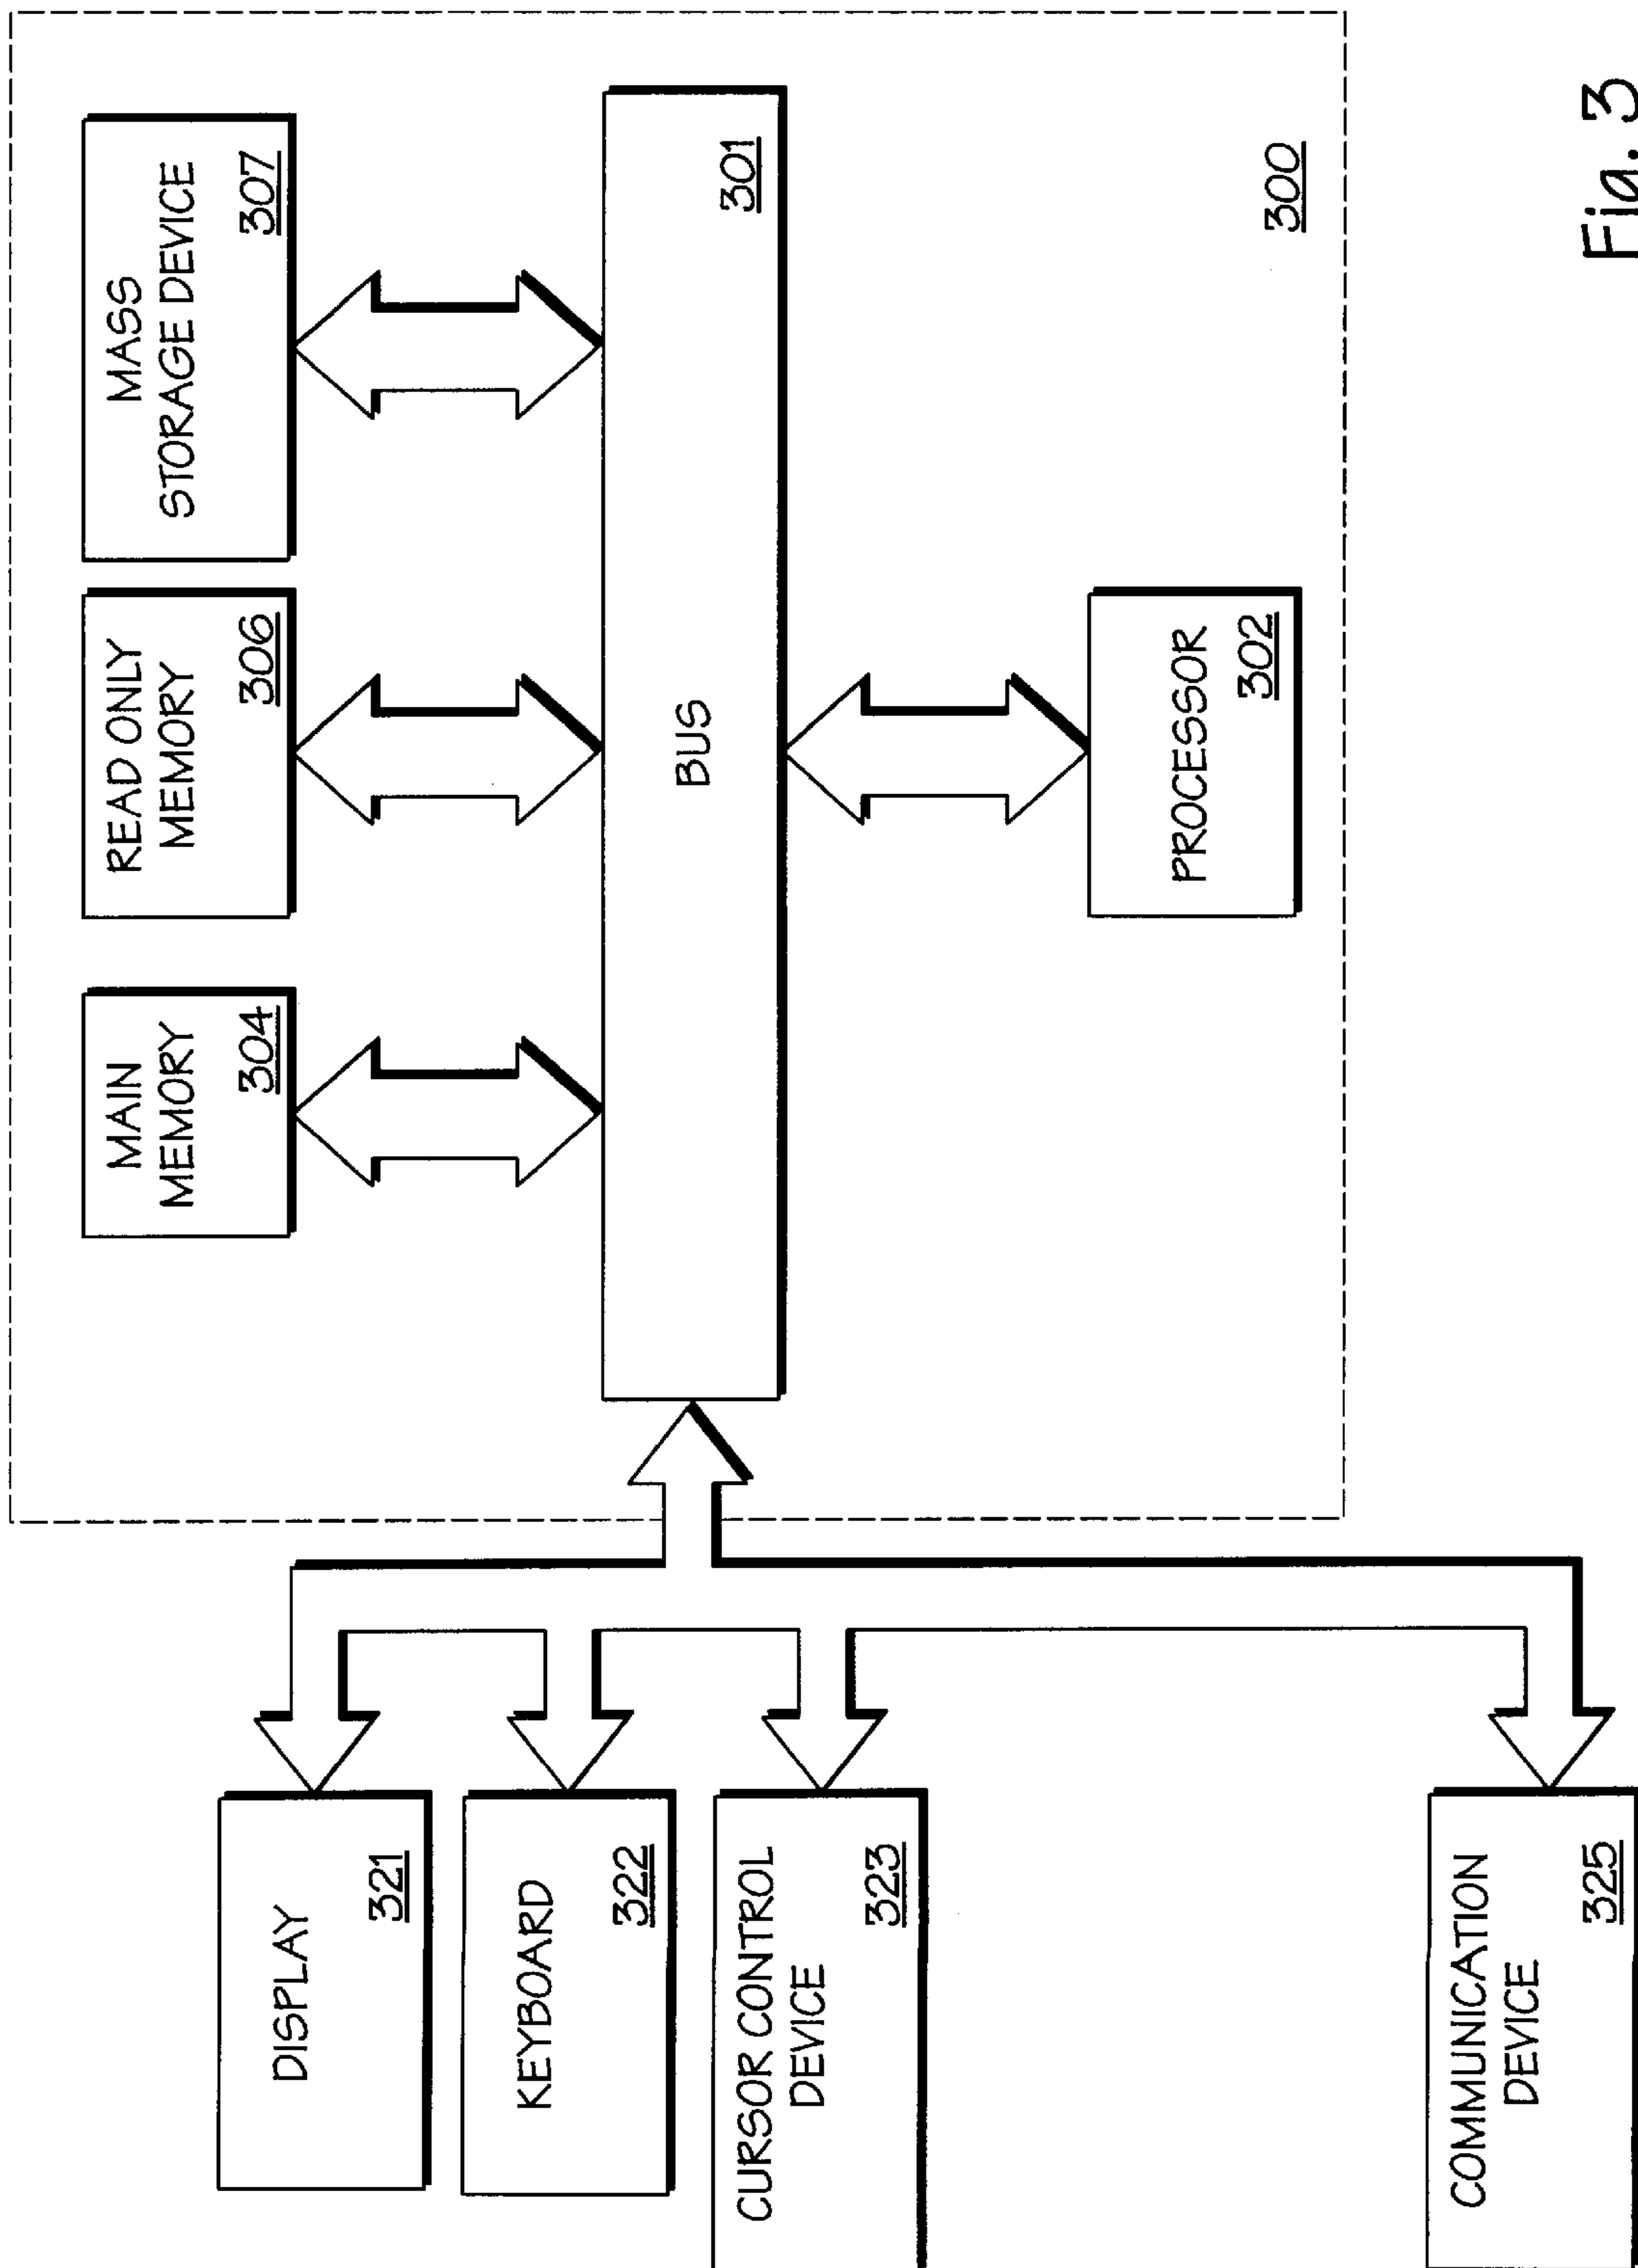 DISPLAY
321
KEYBOARD
322
CURSOR CONTROL
DEVICE
323
COMMUNICATION
DEVICE
325
MAIN
MEMORY
304
READ ONLY
MEMORY
306
MASS
STORAGE DEVICE
307
BUS
301
PROCESSOR
302
300
Fig. 3